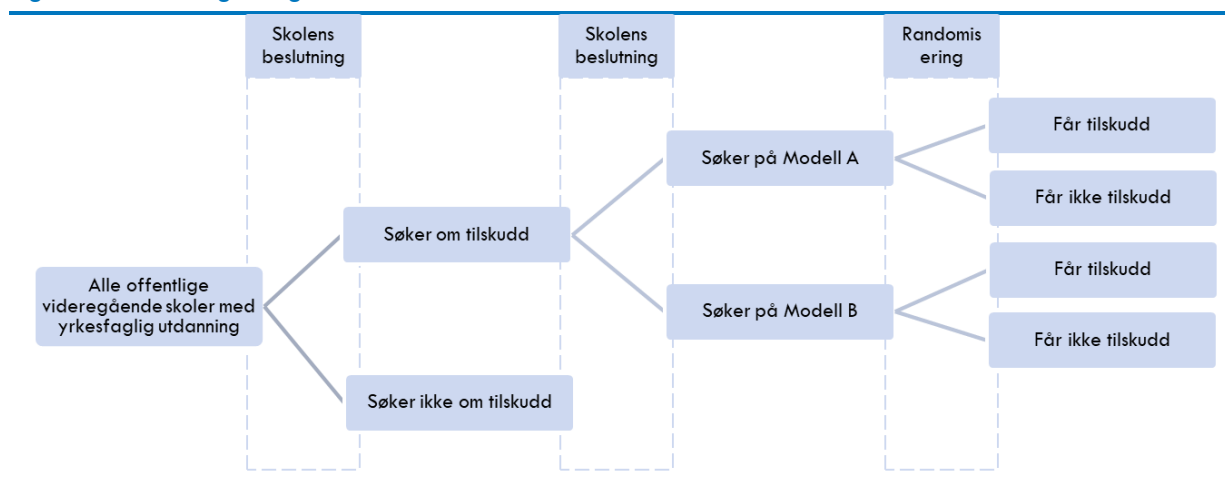 Skolens
beslutning
Skolens
beslutning
Randomis
ering
Får tilskudd
Søker på Modell A
Får ikke tilskudd
Søker om tilskudd
Får tilskudd
Alle offentlige
videregående skoler med
yrkesfaglig utdanning
Søker på Modell B
Får ikke tilskudd
Søker ikke om tilskudd